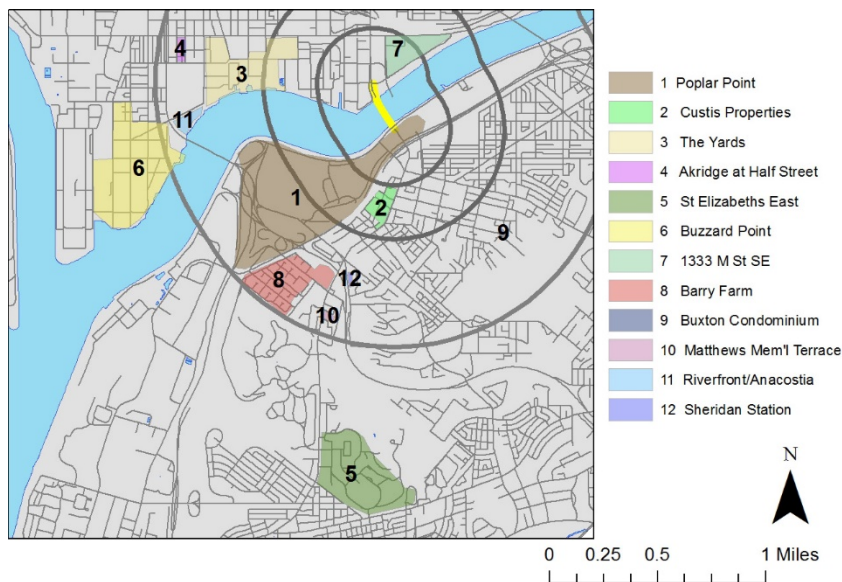 4
3
7
11
6
1
2
9
8
12
10
5
1 Poplar Point
2 Custis Properties
3 The Yards
4 Akridge at Half Street
5 St Elizabeths East
6 Buzzard Point
7 1333 M St SE
8 Barry Farm
9 Buxton Condominium
10 Matthews Mem'l Terrace
11 Riverfront/Anacostia
12 Sheridan Station
N
0 0.25 0.5 1 Miles